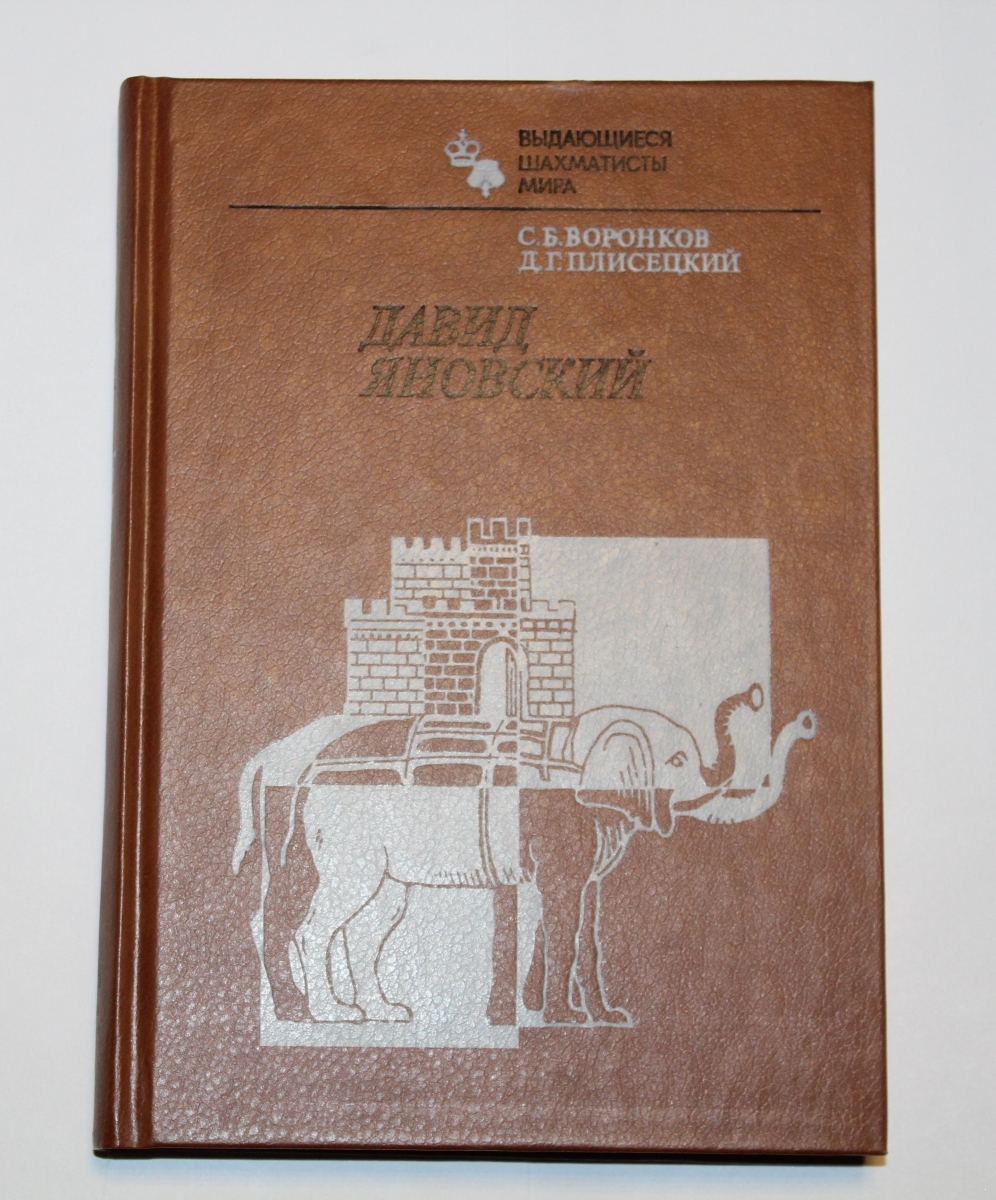 ВЫДАЮЩИЕСЯ
ШАХМАТИСТЫ
МИРА
С.Б.ВОРОНКОВ
Д.Г.ПЛИСЕЦКИЙ
ДАВИД
ЯНОВСКИЙ